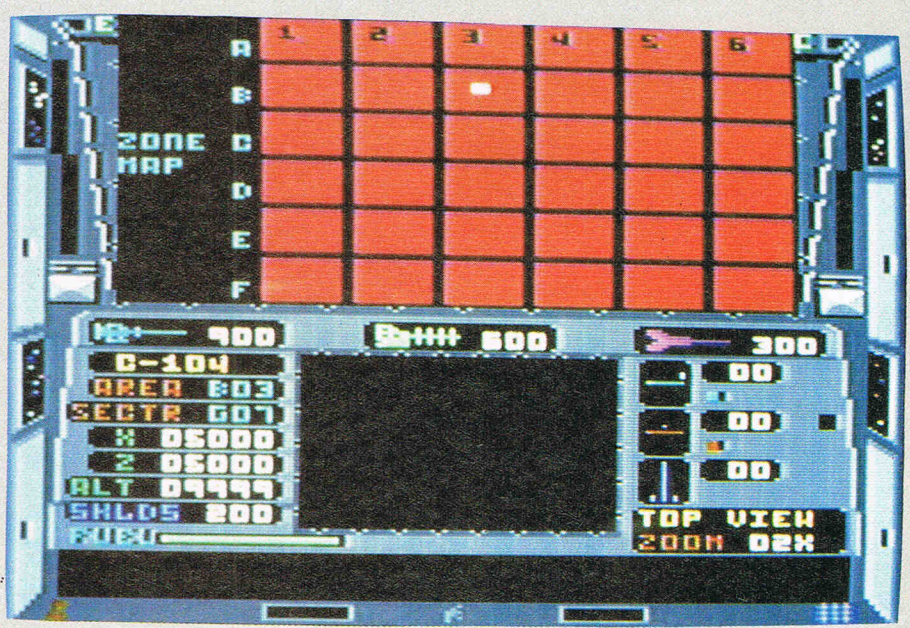 E
1 2 3 4 5 6
C
A
B
ZONE
MAP
C
D
E
F
900
600
300
C-104
AREA B03
SECTR G07
X 05000
Z 05000
ALT 09999
SHLDS 200
FUEL
00
00
00
TOP VIEW
ZOOM 02X